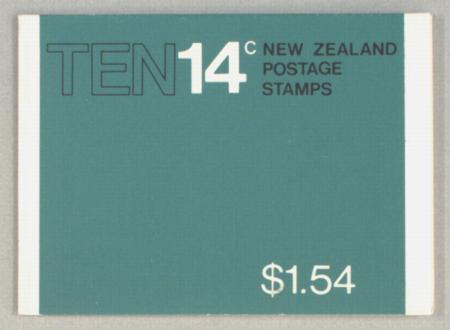 TEN 14c NEW ZEALAND
POSTAGE
STAMPS
$1.54